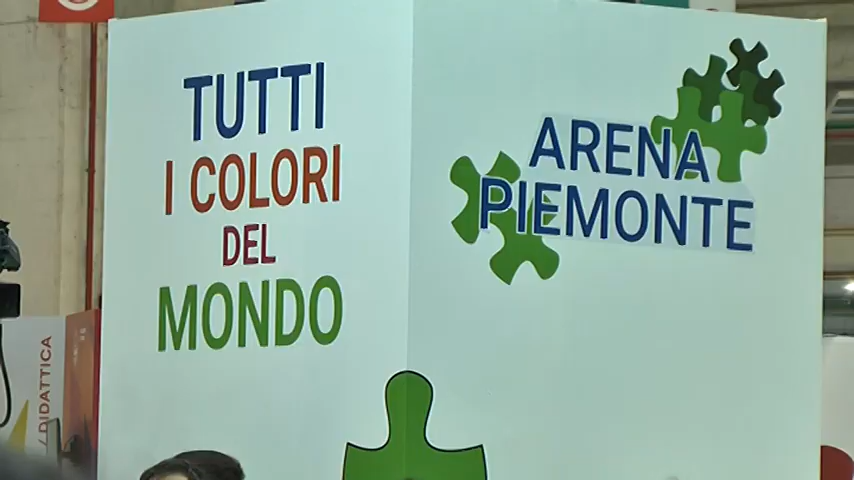 TUTTI
I COLORI
DEL
MONDO
ARENA
PIEMONTE
DIDATTICA